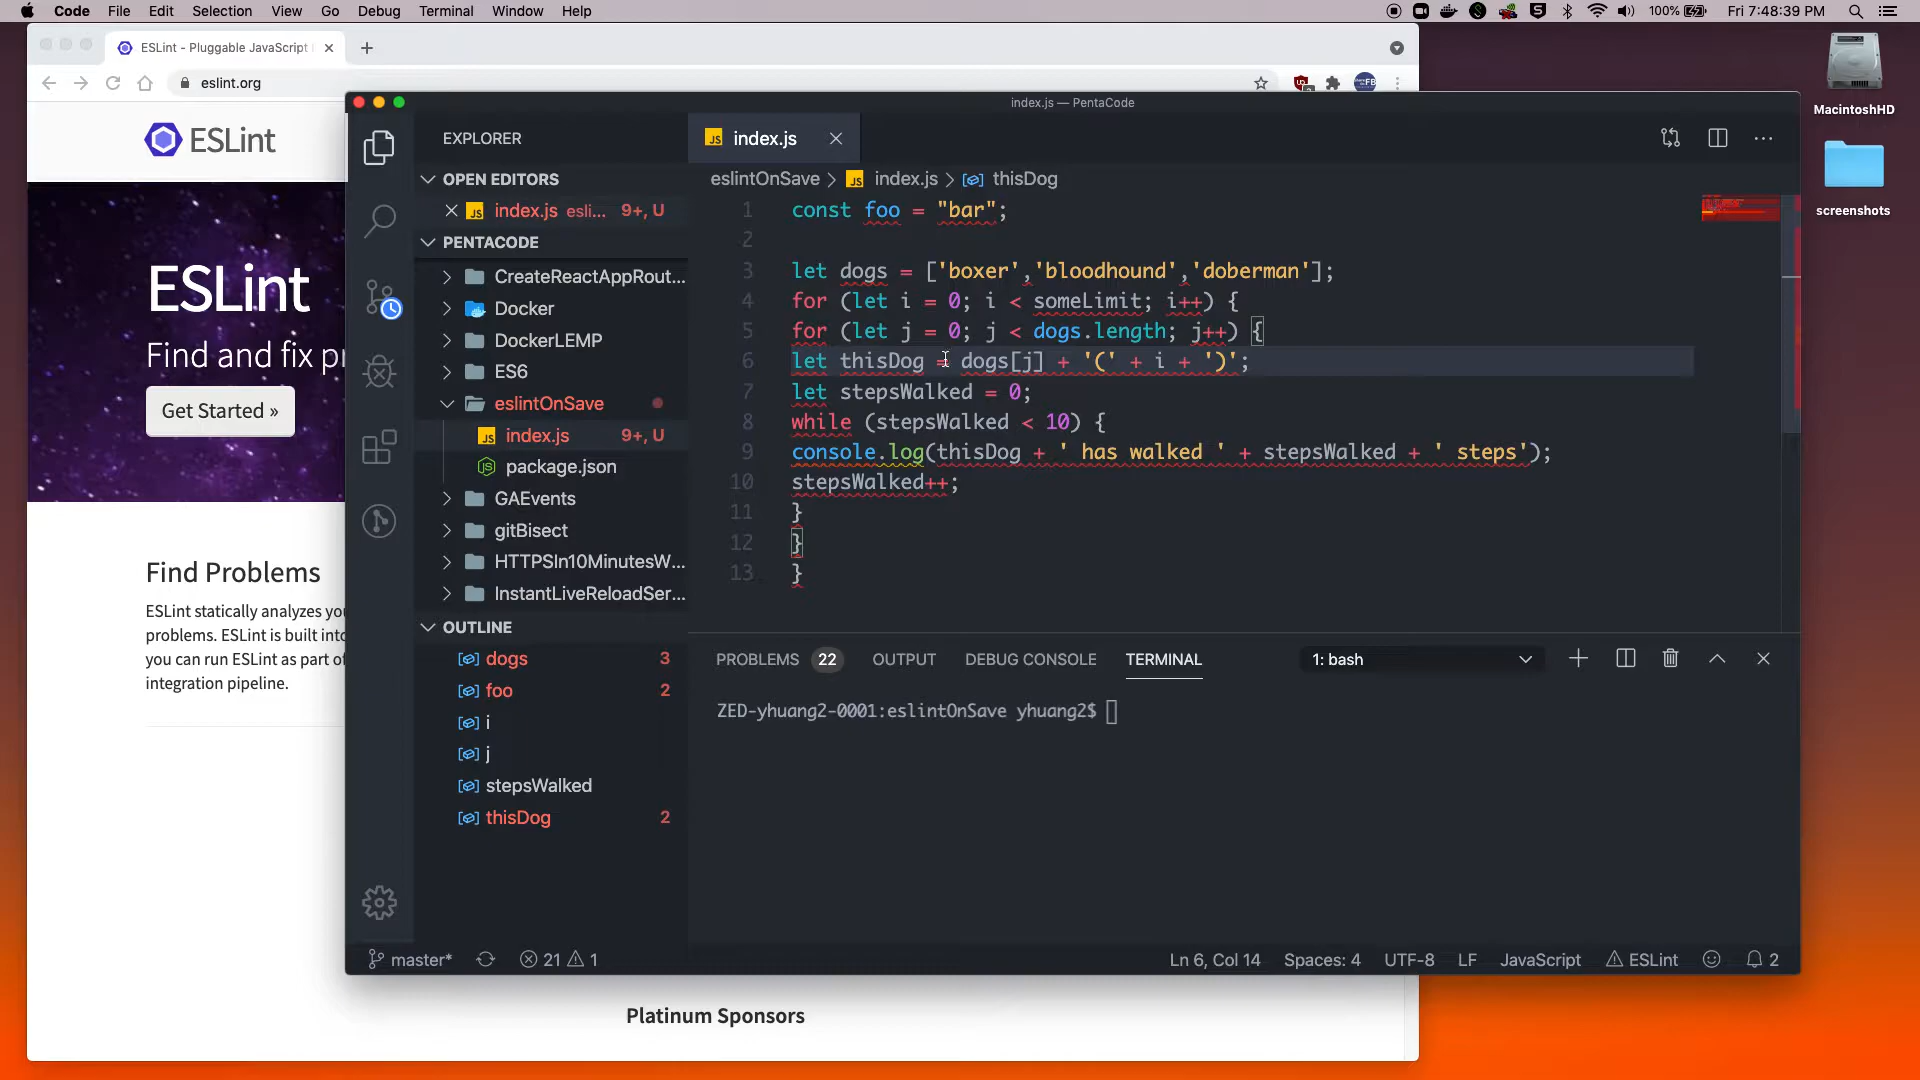 Code File Edit Selection View Go Debug Terminal Window Help
100% Fri 7:48:39 PM
ESLint - Pluggable JavaScript
eslint.org
MacintoshHD
screenshots
ESLint
ESLint
Find and fix pr
Get Started »
Find Problems
ESLint statically analyzes you
problems. ESLint is built into
you can run ESLint as part of
integration pipeline.
Platinum Sponsors
index.js — PentaCode
EXPLORER
OPEN EDITORS
index.js esli... 9+, U
PENTACODE
CreateReactAppRout...
Docker
DockerLEMP
ES6
eslintOnSave
index.js 9+, U
package.json
GAEvents
gitBisect
HTTPSIn10MinutesW...
InstantLiveReloadSer...
OUTLINE
dogs 3
foo 2
i
j
stepsWalked
thisDog 2
index.js
eslintOnSave > index.js > thisDog
1 const foo = "bar";
2
3 let dogs = ['boxer','bloodhound','doberman'];
4 for (let i = 0; i < someLimit; i++) {
5 for (let j = 0; j < dogs.length; j++) {
6 let thisDog = dogs[j] + '(' + i + ')';
7 let stepsWalked = 0;
8 while (stepsWalked < 10) {
9 console.log(thisDog + ' has walked ' + stepsWalked + ' steps');
10 stepsWalked++;
11 }
12 }
13 }
PROBLEMS 22 OUTPUT DEBUG CONSOLE TERMINAL 1: bash
ZED-yhuang2-0001:eslintOnSave yhuang2$
master* 21 1 Ln 6, Col 14 Spaces: 4 UTF-8 LF JavaScript ESLint 2